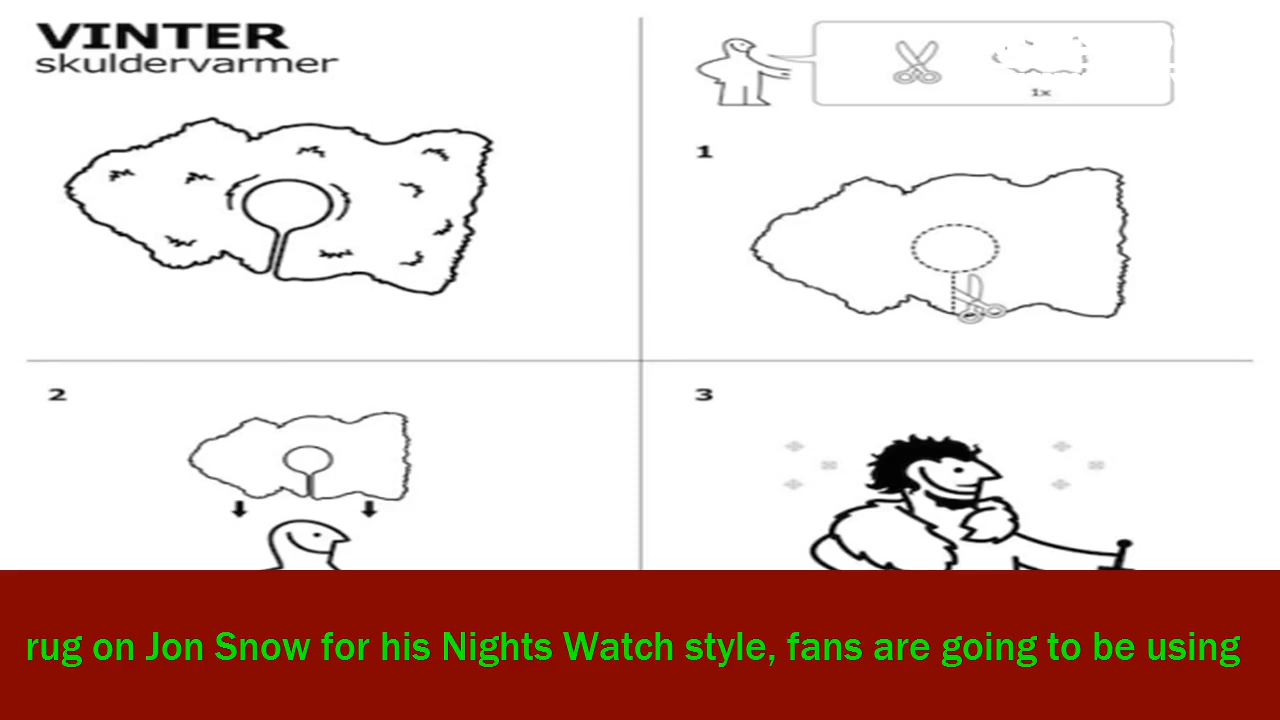 VINTER
skuldervarmer
1x
1
2
3
rug on Jon Snow for his Nights Watch style, fans are going to be using